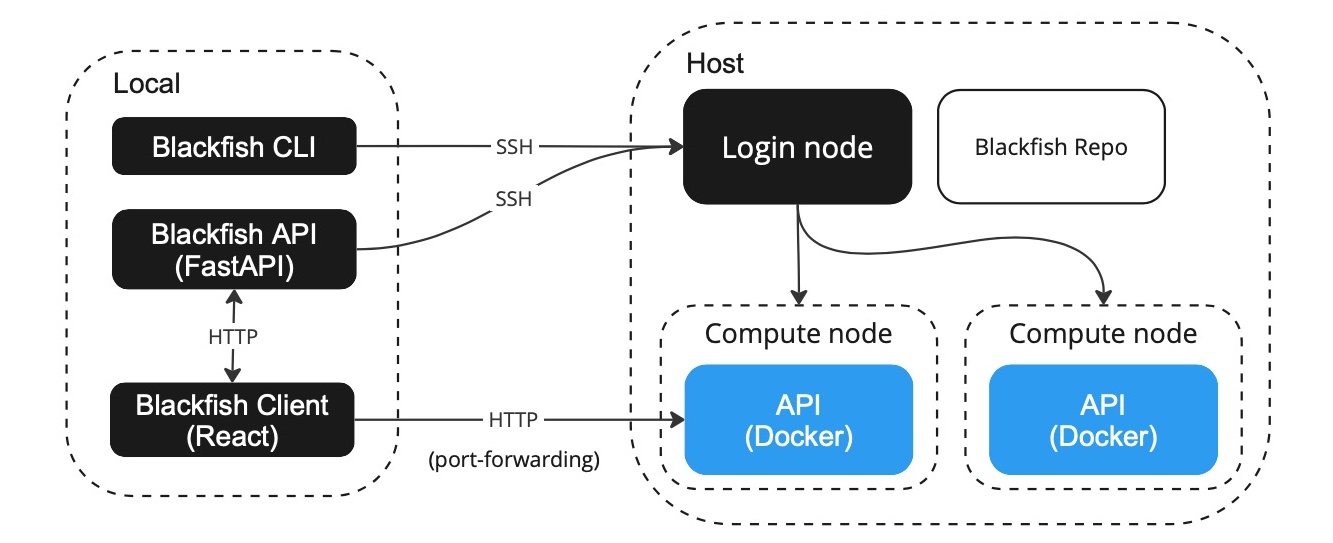 Local
Blackfish CLI
Blackfish API
(FastAPI)
HTTP
Blackfish Client
(React)
SSH
SSH
HTTP
(port-forwarding)
Host
Login node
Blackfish Repo
Compute node
API
(Docker)
Compute node
API
(Docker)